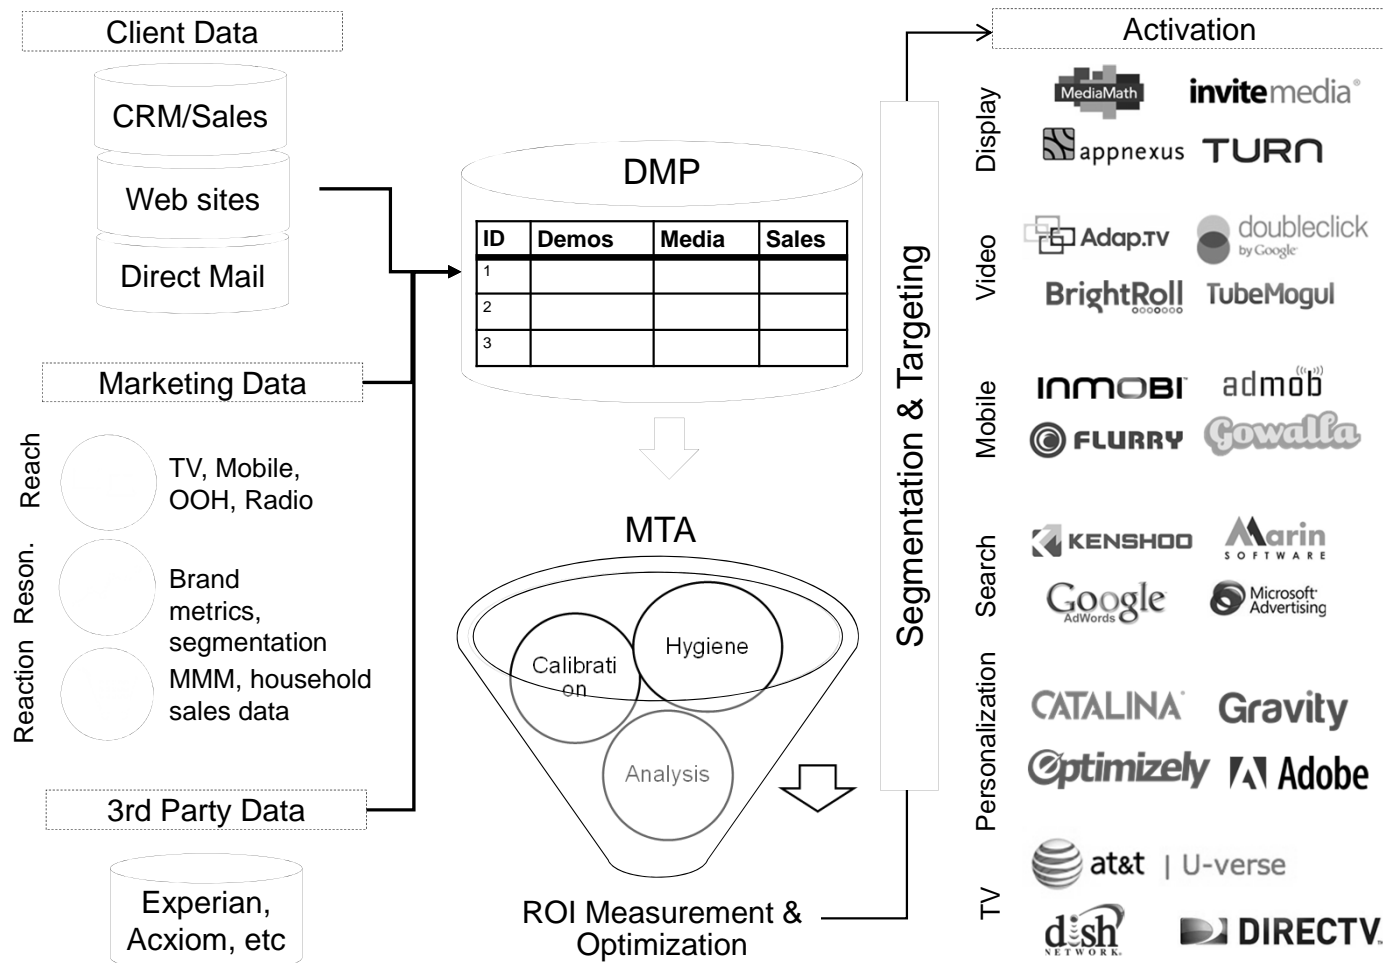 Client Data
CRM/Sales
Web sites
Direct Mail
Marketing Data
Reach
TV, Mobile,
OOH, Radio
Reson.
Brand
metrics,
segmentation
Reaction
MMM, household
sales data
3rd Party Data
Experian,
Acxiom, etc
DMP
ID Demos Media Sales
1
2
3
MTA
Calibrati
on
Hygiene
Analysis
ROI Measurement &
Optimization
Segmentation & Targeting
Activation
Display
MediaMath
invitemedia®
appnexus
TURN
Video
Adap.TV
doubleclick
by Google
BrightRoll
TubeMogul
Mobile
INMOBI
admob
FLURRY
Gowalla
Search
KENSHOO
Marin
SOFTWARE
Google
AdWords
Microsoft
Advertising
Personalization
CATALINA
Gravity
Optimizely
Adobe
TV
at&t | U-verse
dish
NETWORK
DIRECTV